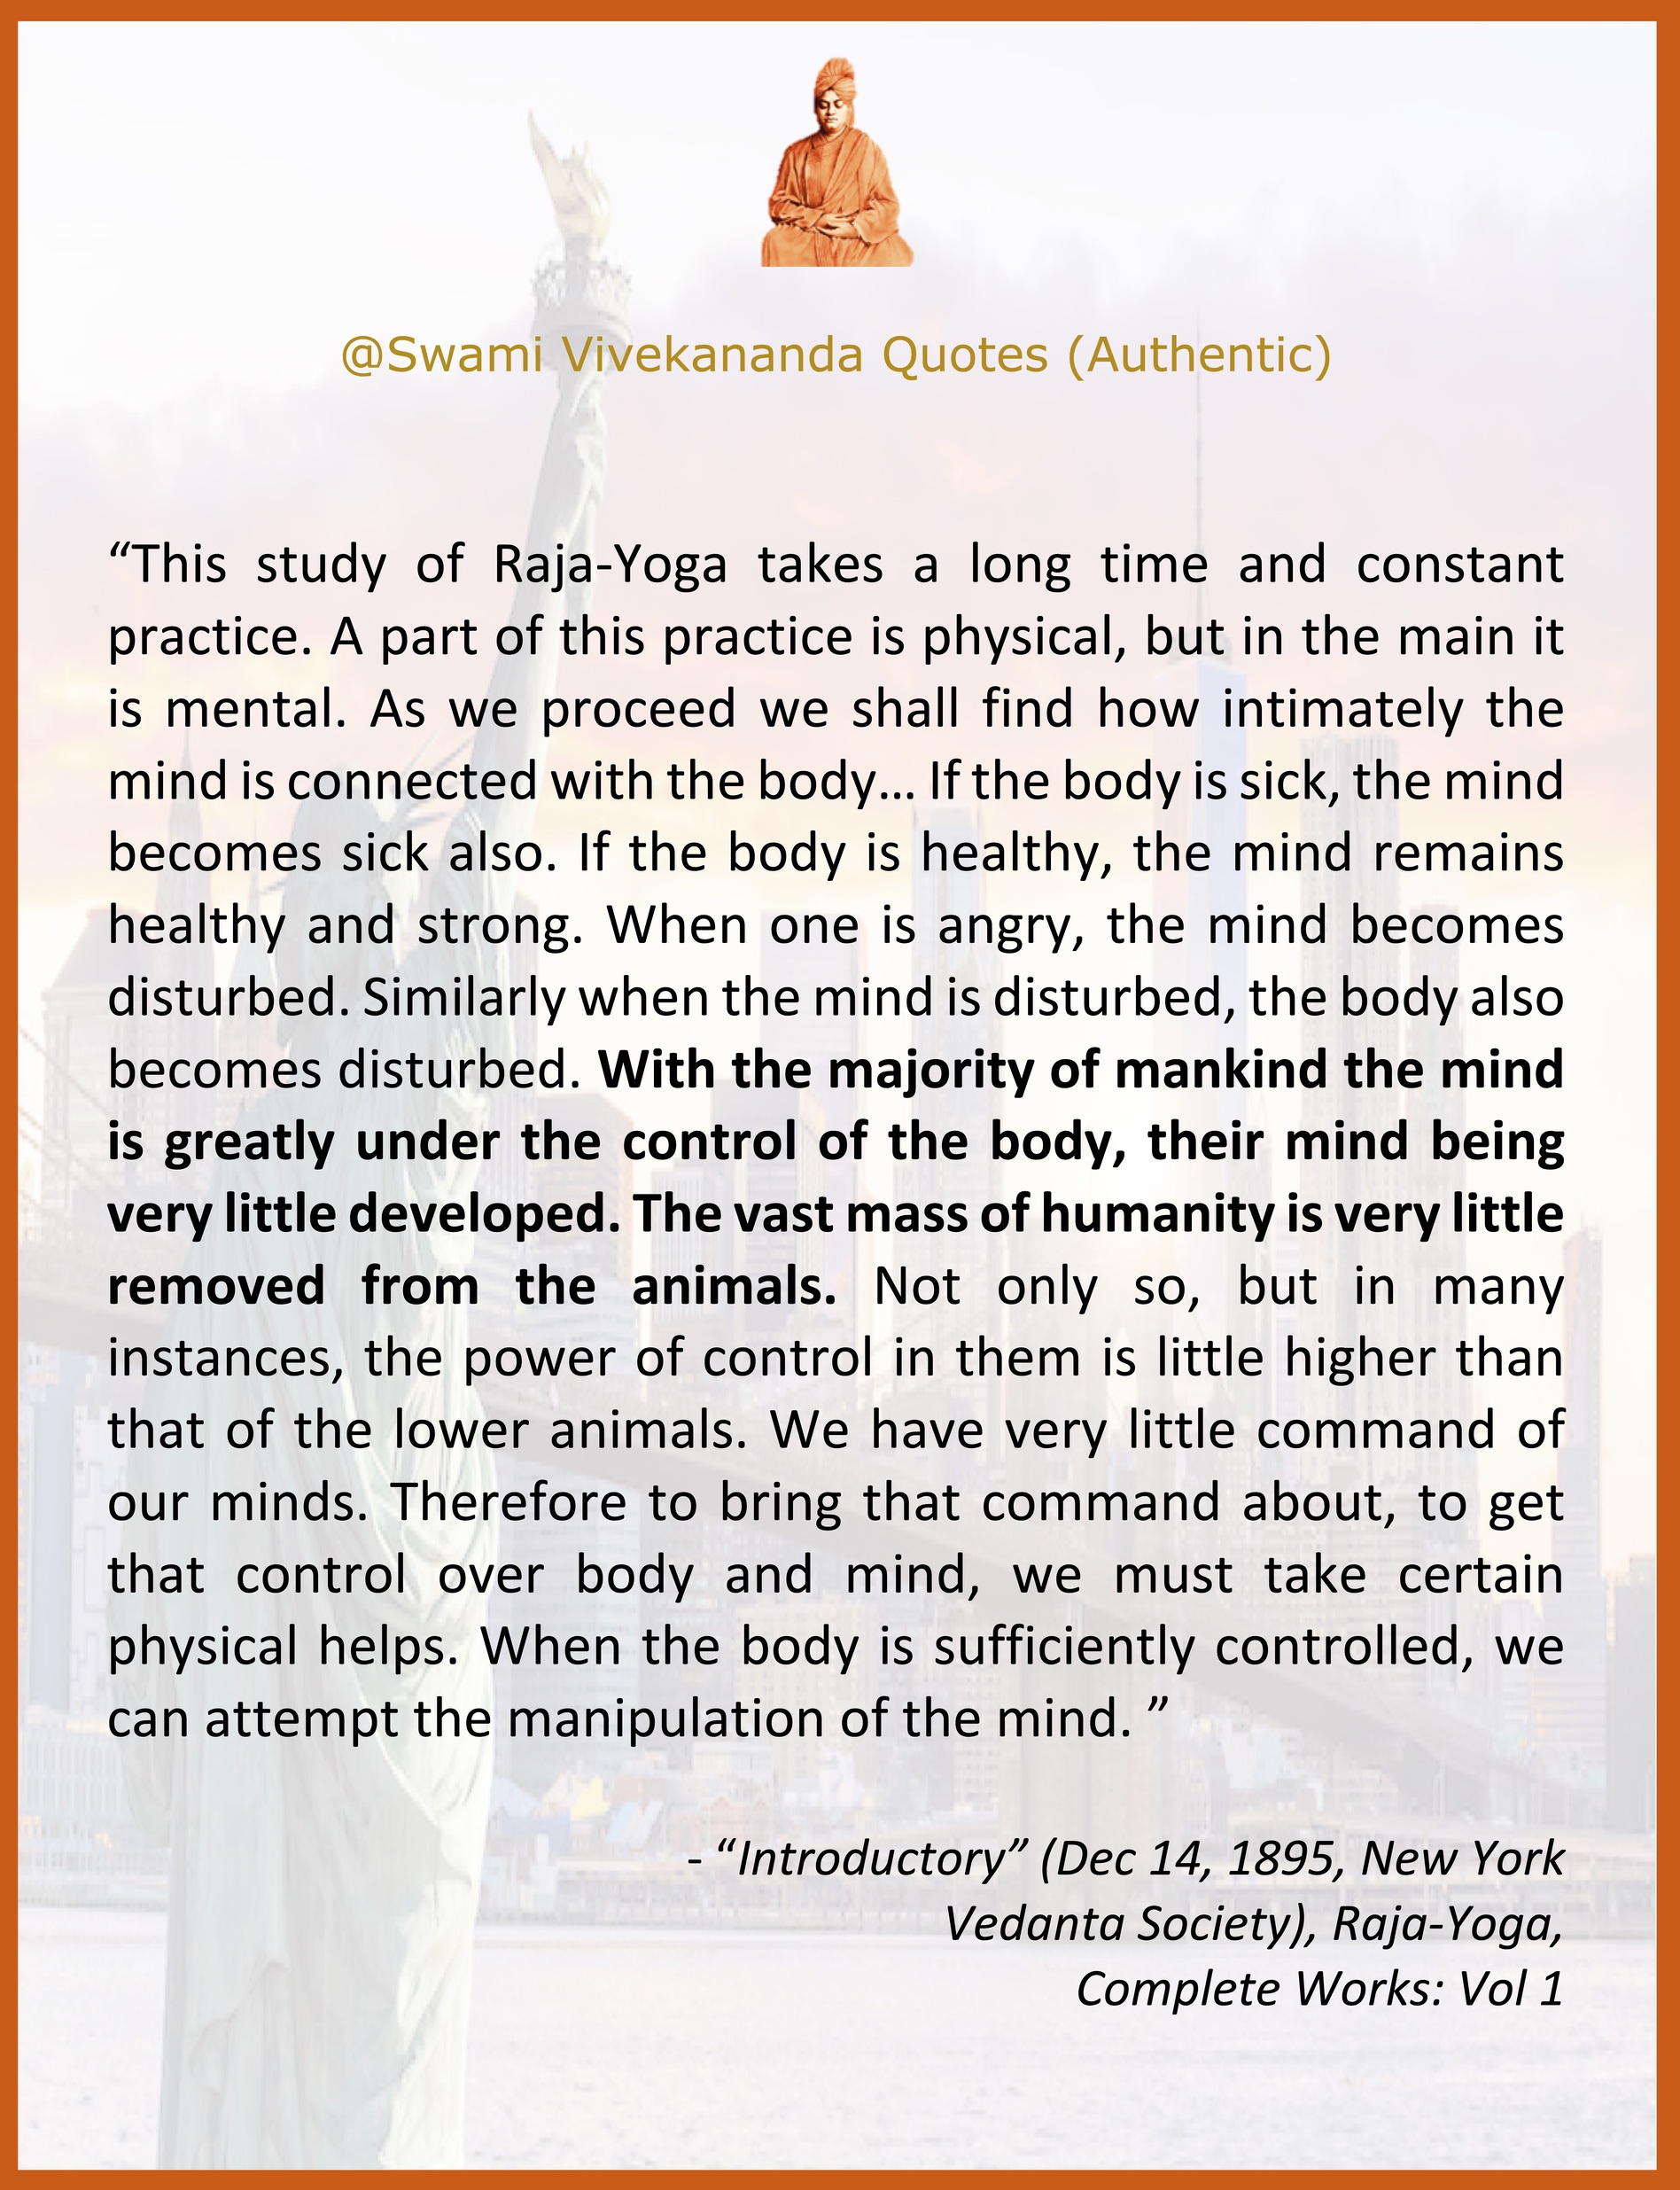 @Swami Vivekananda Quotes (Authentic)
“This study of Raja-Yoga takes a long time and constant
practice. A part of this practice is physical, but in the main it
is mental. As we proceed we shall find how intimately the
mind is connected with the body... If the body is sick, the mind
becomes sick also. If the body is healthy, the mind remains
healthy and strong. When one is angry, the mind becomes
disturbed. Similarly when the mind is disturbed, the body also
becomes disturbed. With the majority of mankind the mind
is greatly under the control of the body, their mind being
very little developed. The vast mass of humanity is very little
removed from the animals. Not only so, but in many
instances, the power of control in them is little higher than
that of the lower animals. We have very little command of
our minds. Therefore to bring that command about, to get
that control over body and mind, we must take certain
physical helps. When the body is sufficiently controlled, we
can attempt the manipulation of the mind. ”
- “Introductory” (Dec 14, 1895, New York
Vedanta Society), Raja-Yoga,
Complete Works: Vol 1